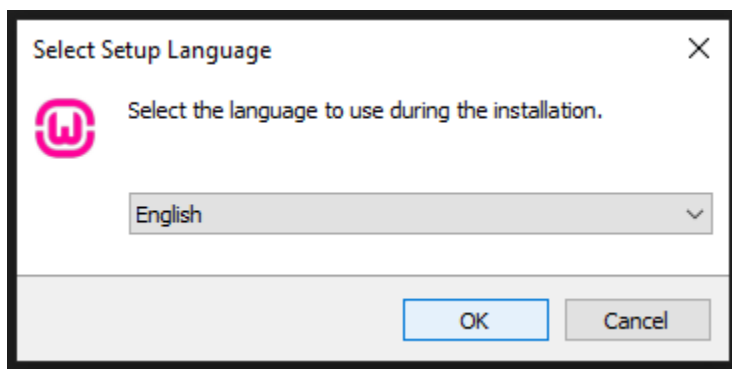 Select Setup Language
Select the language to use during the installation.
English
OK Cancel